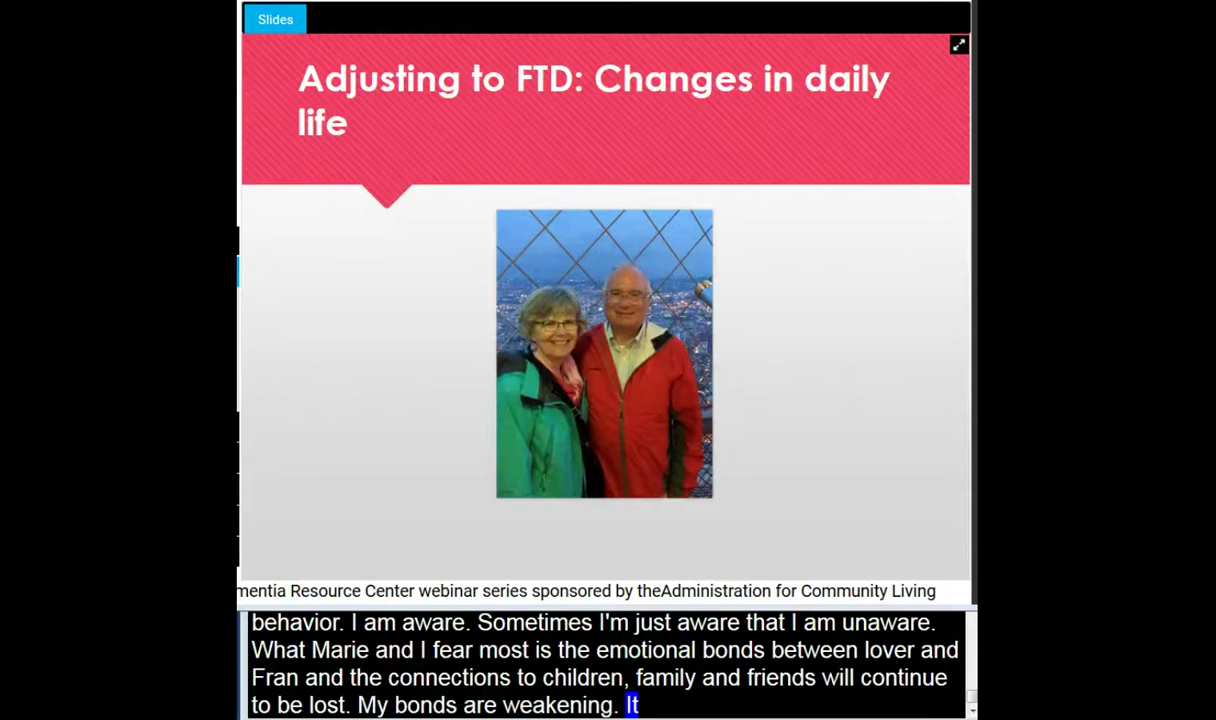 Slides
Adjusting to FTD: Changes in daily
life
mentia Resource Center webinar series sponsored by theAdministration for Community Living
behavior. I am aware. Sometimes I'm just aware that I am unaware.
What Marie and I fear most is the emotional bonds between lover and
Fran and the connections to children, family and friends will continue
to be lost. My bonds are weakening. It